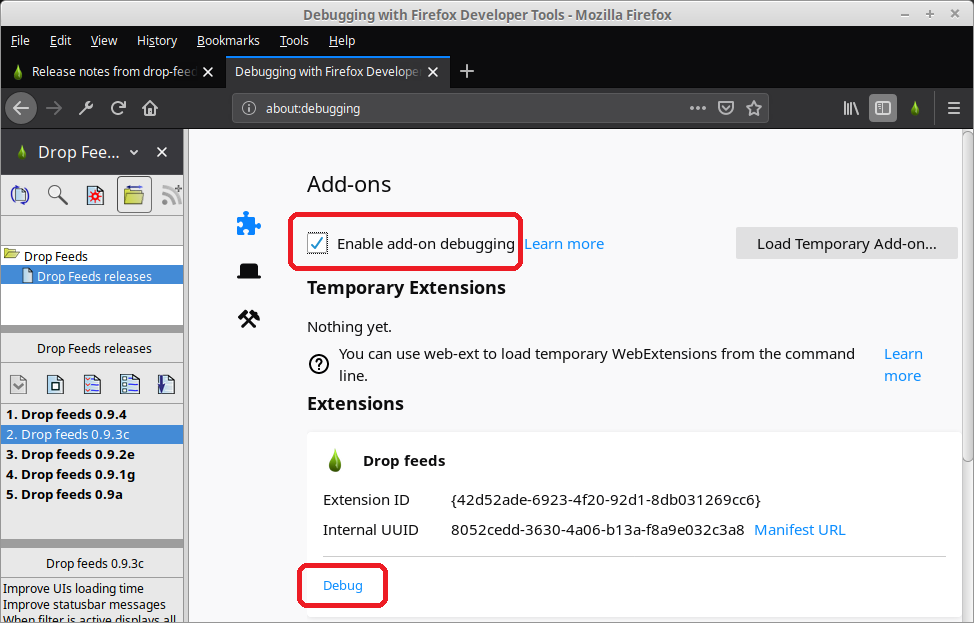 Debugging with Firefox Developer Tools - Mozilla Firefox
File Edit View History Bookmarks Tools Help
Release notes from drop-feed
Debugging with Firefox Develope
about:debugging
Drop Fee...
Drop Feeds
Drop Feeds releases
Drop Feeds releases
1. Drop feeds 0.9.4
2. Drop feeds 0.9.3c
3. Drop feeds 0.9.2e
4. Drop feeds 0.9.1g
5. Drop feeds 0.9a
Drop feeds 0.9.3c
Improve UIs loading time
Improve statusbar messages
When filter is active displays all
Add-ons
Enable add-on debugging Learn more
Load Temporary Add-on...
Temporary Extensions
Nothing yet.
You can use web-ext to load temporary WebExtensions from the command
line.
Learn
more
Extensions
Drop feeds
Extension ID {42d52ade-6923-4f20-92d1-8db031269cc6}
Internal UUID 8052cedd-3630-4a06-b13a-f8a9e032c3a8 Manifest URL
Debug